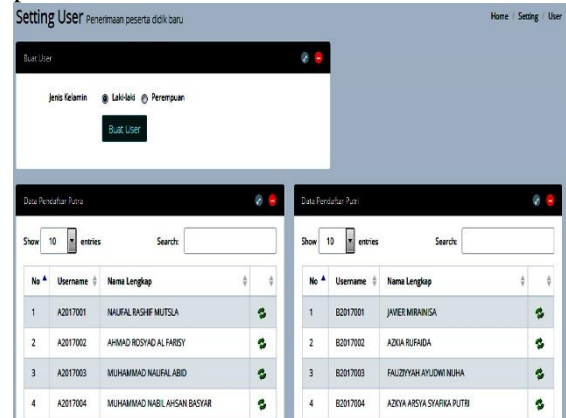 Setting User Penerimaan peserta didik baru
Home / Setting / User
Buat User
Jenis Kelamin Laki-laki Perempuan
Buat User
Data Pendaftar Putra
Show 10 entries Search:
No Username Nama Lengkap
1 A2017001 NAUFAL RASHIF MUTSLA
2 A2017002 AHMAD ROSYAD AL FARISY
3 A2017003 MUHAMMAD NAUFAL ABID
4 A2017004 MUHAMMAD NABIL AHSAN BASYAR
Data Pendaftar Putri
Show 10 entries Search:
No Username Nama Lengkap
1 B2017001 JAVIER MIRAINISA
2 B2017002 AZKIA RUFAIDA
3 B2017003 FAUZIYYAH AYUDWI NUHA
4 B2017004 AZKYA ARSYA SYAFIKA PUTRI